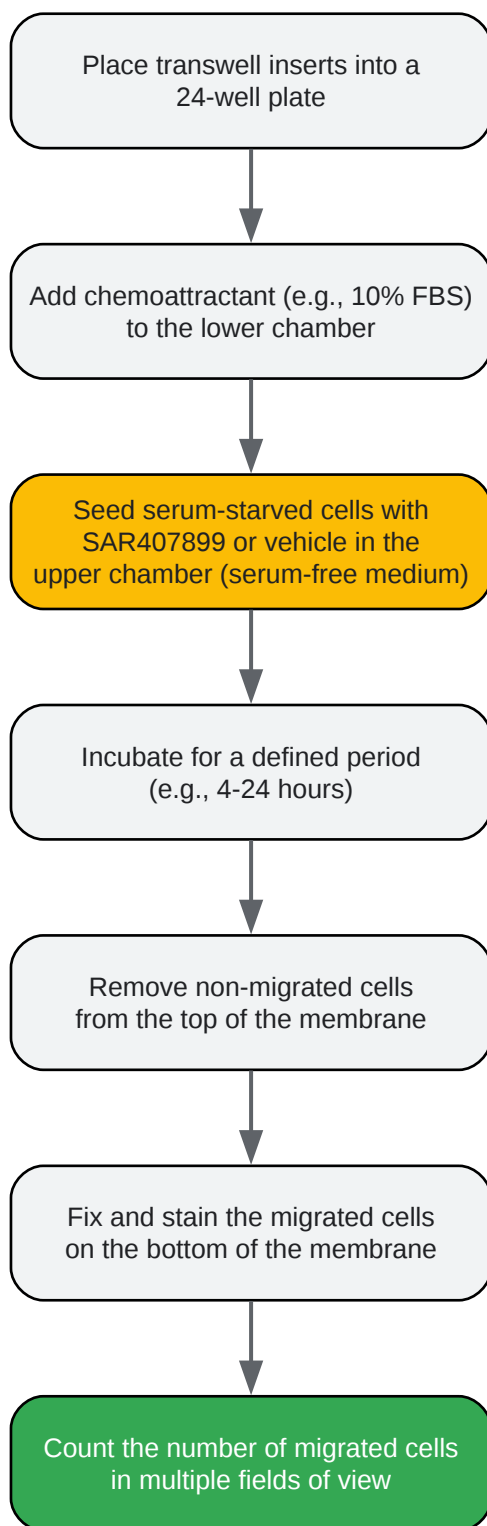 Place transwell inserts into a
24-well plate
Add chemoattractant (e.g., 10% FBS)
to the lower chamber
Seed serum-starved cells with
SAR407899 or vehicle in the
upper chamber (serum-free medium)
Incubate for a defined period
(e.g., 4-24 hours)
Remove non-migrated cells
from the top of the membrane
Fix and stain the migrated cells
on the bottom of the membrane
Count the number of migrated cells
in multiple fields of view